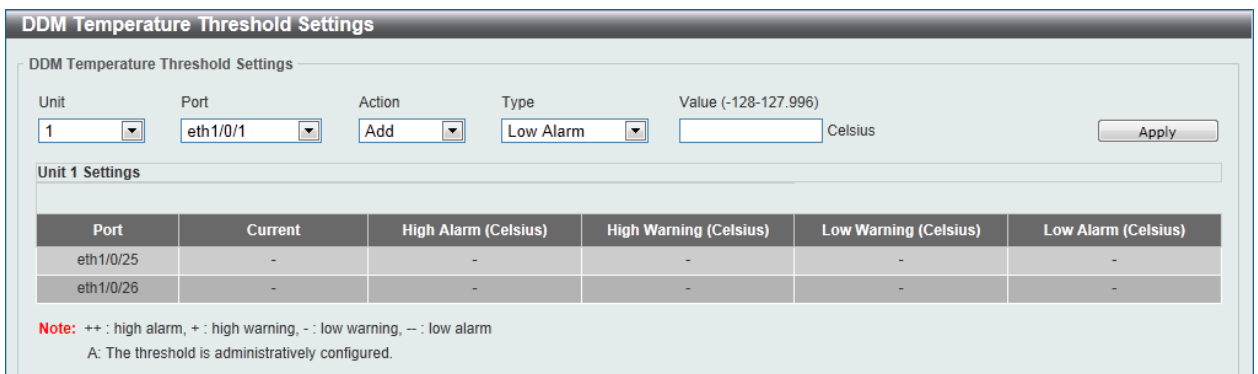 DDM Temperature Threshold Settings
DDM Temperature Threshold Settings
Unit Port Action Type Value (-128-127.996)
1 eth1/0/1 Add Low Alarm Celsius Apply
Unit 1 Settings
Port Current High Alarm (Celsius) High Warning (Celsius) Low Warning (Celsius) Low Alarm (Celsius)
eth1/0/25 - - - - -
eth1/0/26 - - - - -
Note: ++ : high alarm, + : high warning, - : low warning, -- : low alarm
A: The threshold is administratively configured.